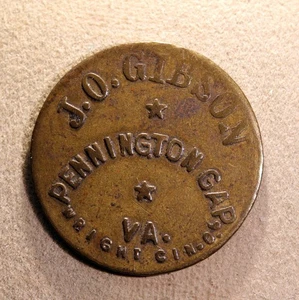 J.O. GIBSON
PENNINGTON GAP,
VA.
WRIGHT, CIN.O.